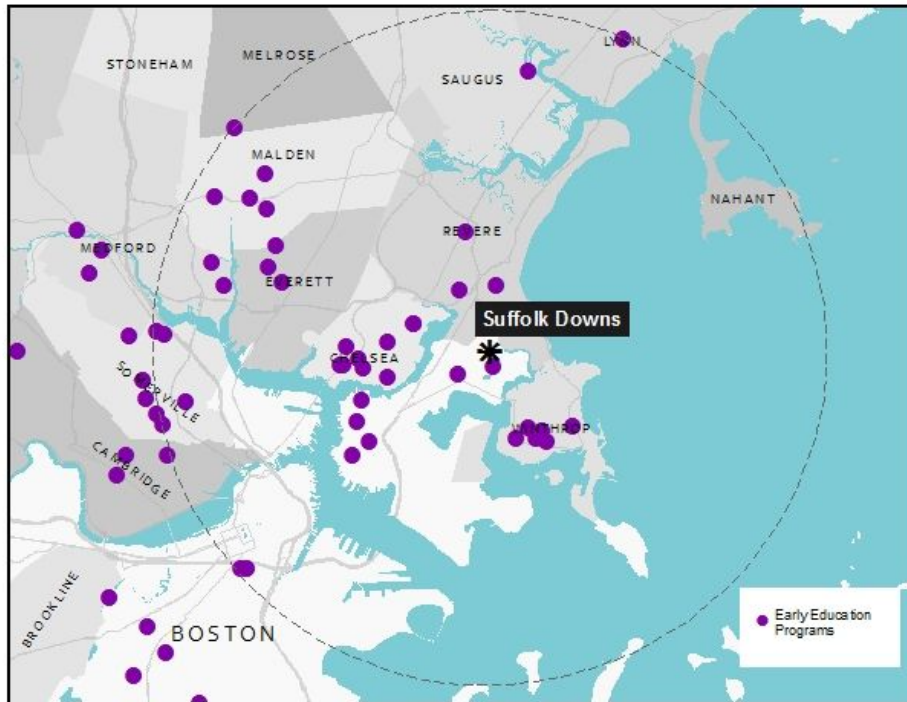 LYNN
MELROSE
STONEHAM
SAUGUS
MALDEN
NAHANT
REVERE
MEDFORD
EVERETT
Suffolk Downs
CHELSEA
SOMERVILLE
WINTHROP
CAMBRIDGE
BROOKLINE
BOSTON
Early Education
Programs